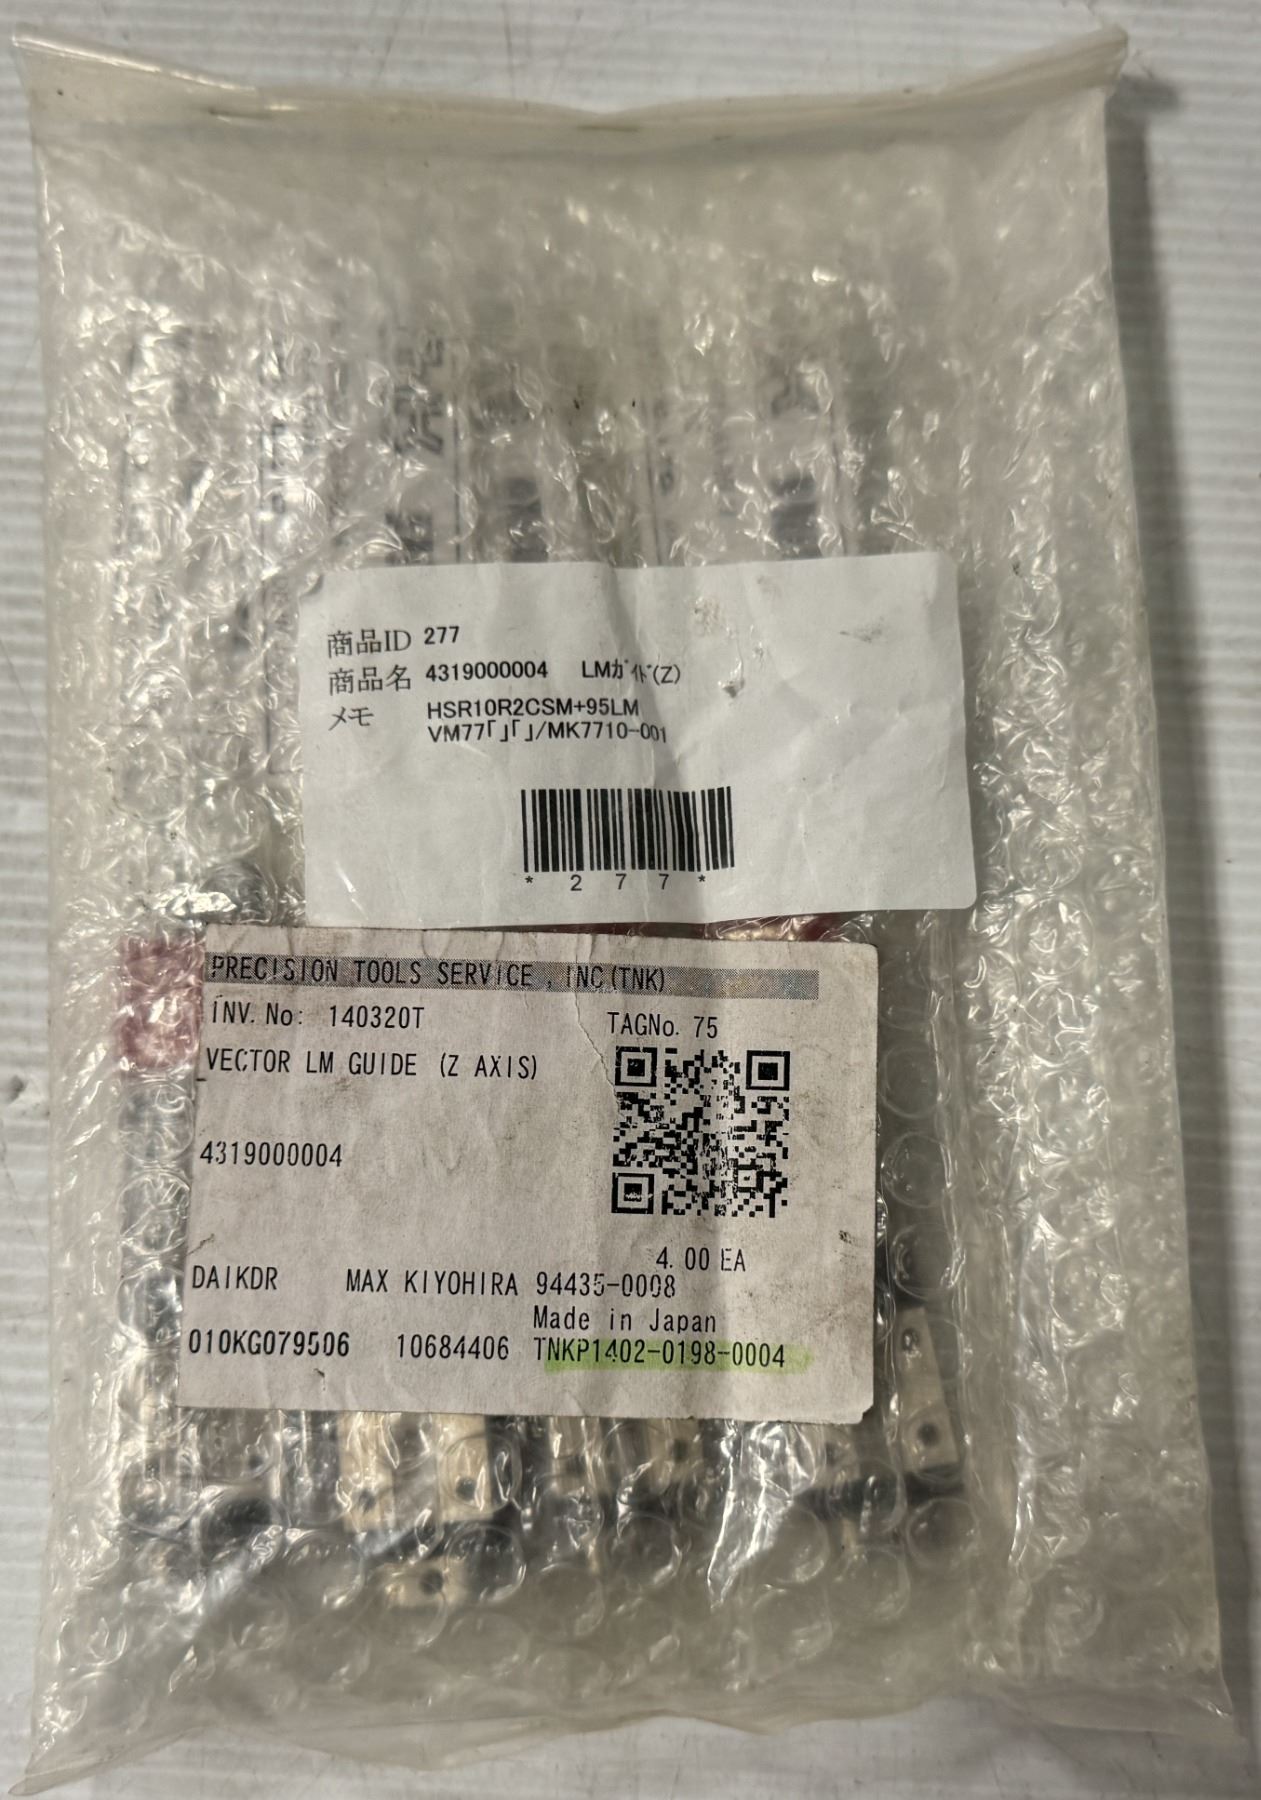 商品ID 277
商品名 4319000004 LMｶﾞｲﾄﾞ(Z)
メモ HSR10R2CSM+95LM
VM77｢｣｢｣/MK7710-001
* 2 7 7 *
PRECISION TOOLS SERVICE , INC(TNK)
INV. No: 140320T
TAGNo. 75
VECTOR LM GUIDE (Z AXIS)
4319000004
4. 00 EA
DAIKDR MAX KIYOHIRA 94435-0008
Made in Japan
010KG079506 10684406 TNKP1402-0198-0004